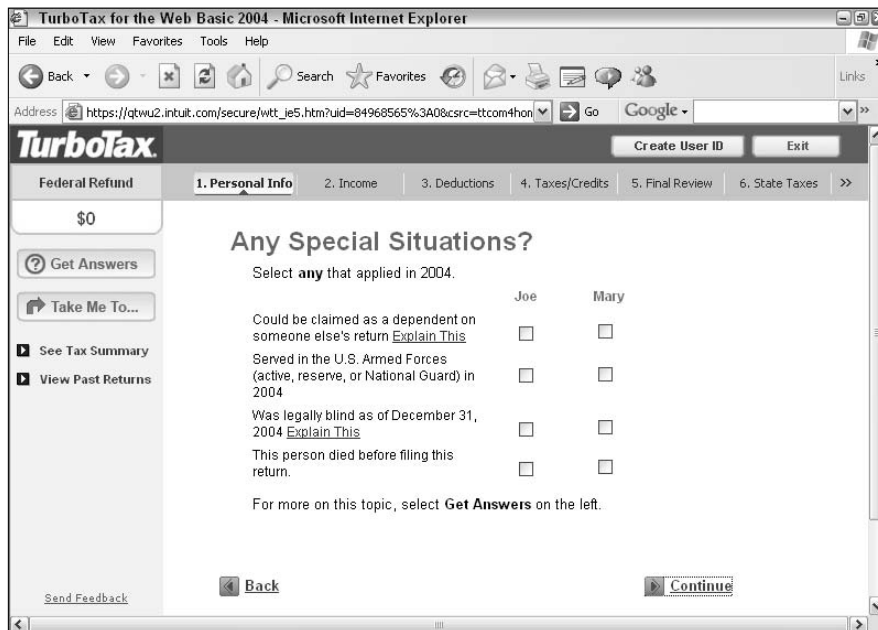 TurboTax for the Web Basic 2004 - Microsoft Internet Explorer
File Edit View Favorites Tools Help
Back Search Favorites Links
Address https://qtwu2.intuit.com/secure/wtt_ie5.htm?uid=84968565%3A0&csrc=ttcom4hon Go Google
TurboTax. Create User ID Exit
Federal Refund 1. Personal Info 2. Income 3. Deductions 4. Taxes/Credits 5. Final Review 6. State Taxes >>
$0
Any Special Situations?
Get Answers
Select any that applied in 2004.
Take Me To...
Joe Mary
Could be claimed as a dependent on
someone else's return Explain This
See Tax Summary
Served in the U.S. Armed Forces
(active, reserve, or National Guard) in
2004
View Past Returns
Was legally blind as of December 31,
2004 Explain This
This person died before filing this
return.
For more on this topic, select Get Answers on the left.
Back Continue
Send Feedback